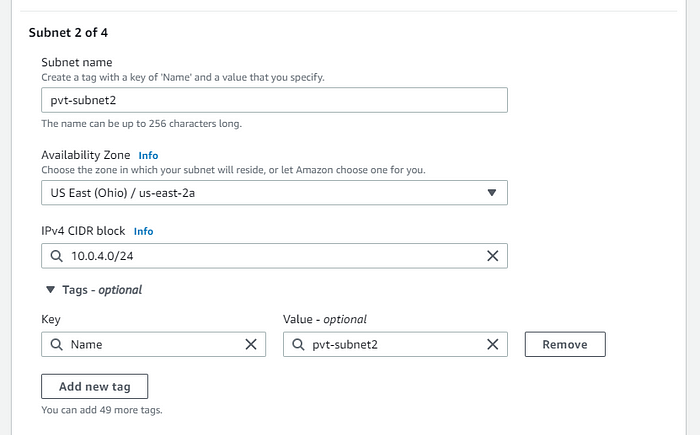 Subnet 2 of 4
Subnet name
Create a tag with a key of 'Name' and a value that you specify.
pvt-subnet2
The name can be up to 256 characters long.
Availability Zone Info
Choose the zone in which your subnet will reside, or let Amazon choose one for you.
US East (Ohio) / us-east-2a
IPv4 CIDR block Info
10.0.4.0/24
Tags - optional
Key Value - optional
Name pvt-subnet2 Remove
Add new tag
You can add 49 more tags.